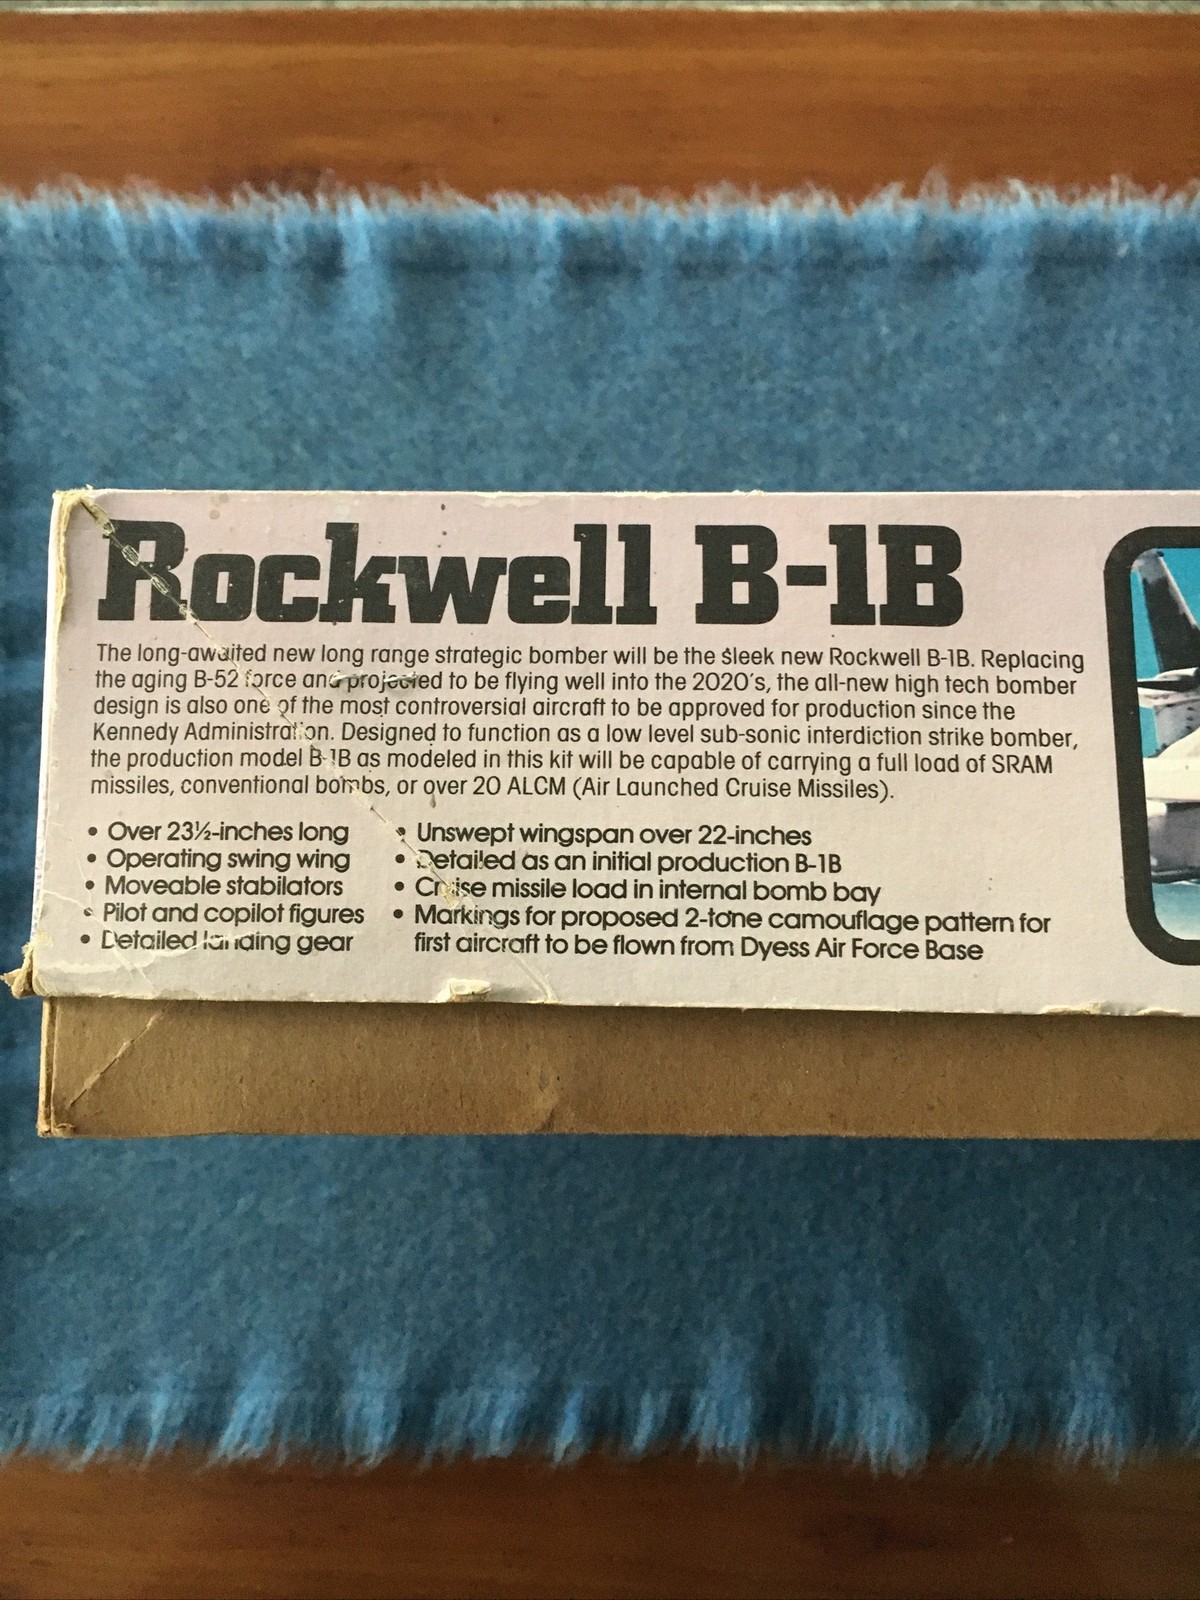 Rockwell B-1B
The long-awaited new long range strategic bomber will be the sleek new Rockwell B-1B. Replacing
the aging B-52 force and projected to be flying well into the 2020's, the all-new high tech bomber
design is also one of the most controversial aircraft to be approved for production since the
Kennedy Administration. Designed to function as a low level sub-sonic interdiction strike bomber,
the production model B-1B as modeled in this kit will be capable of carrying a full load of SRAM
missiles, conventional bombs, or over 20 ALCM (Air Launched Cruise Missiles).
• Over 23½-inches long
• Operating swing wing
• Moveable stabilators
• Pilot and copilot figures
• Detailed landing gear
• Unswept wingspan over 22-inches
• Detailed as an initial production B-1B
• Cruise missile load in internal bomb bay
• Markings for proposed 2-tone camouflage pattern for
first aircraft to be flown from Dyess Air Force Base